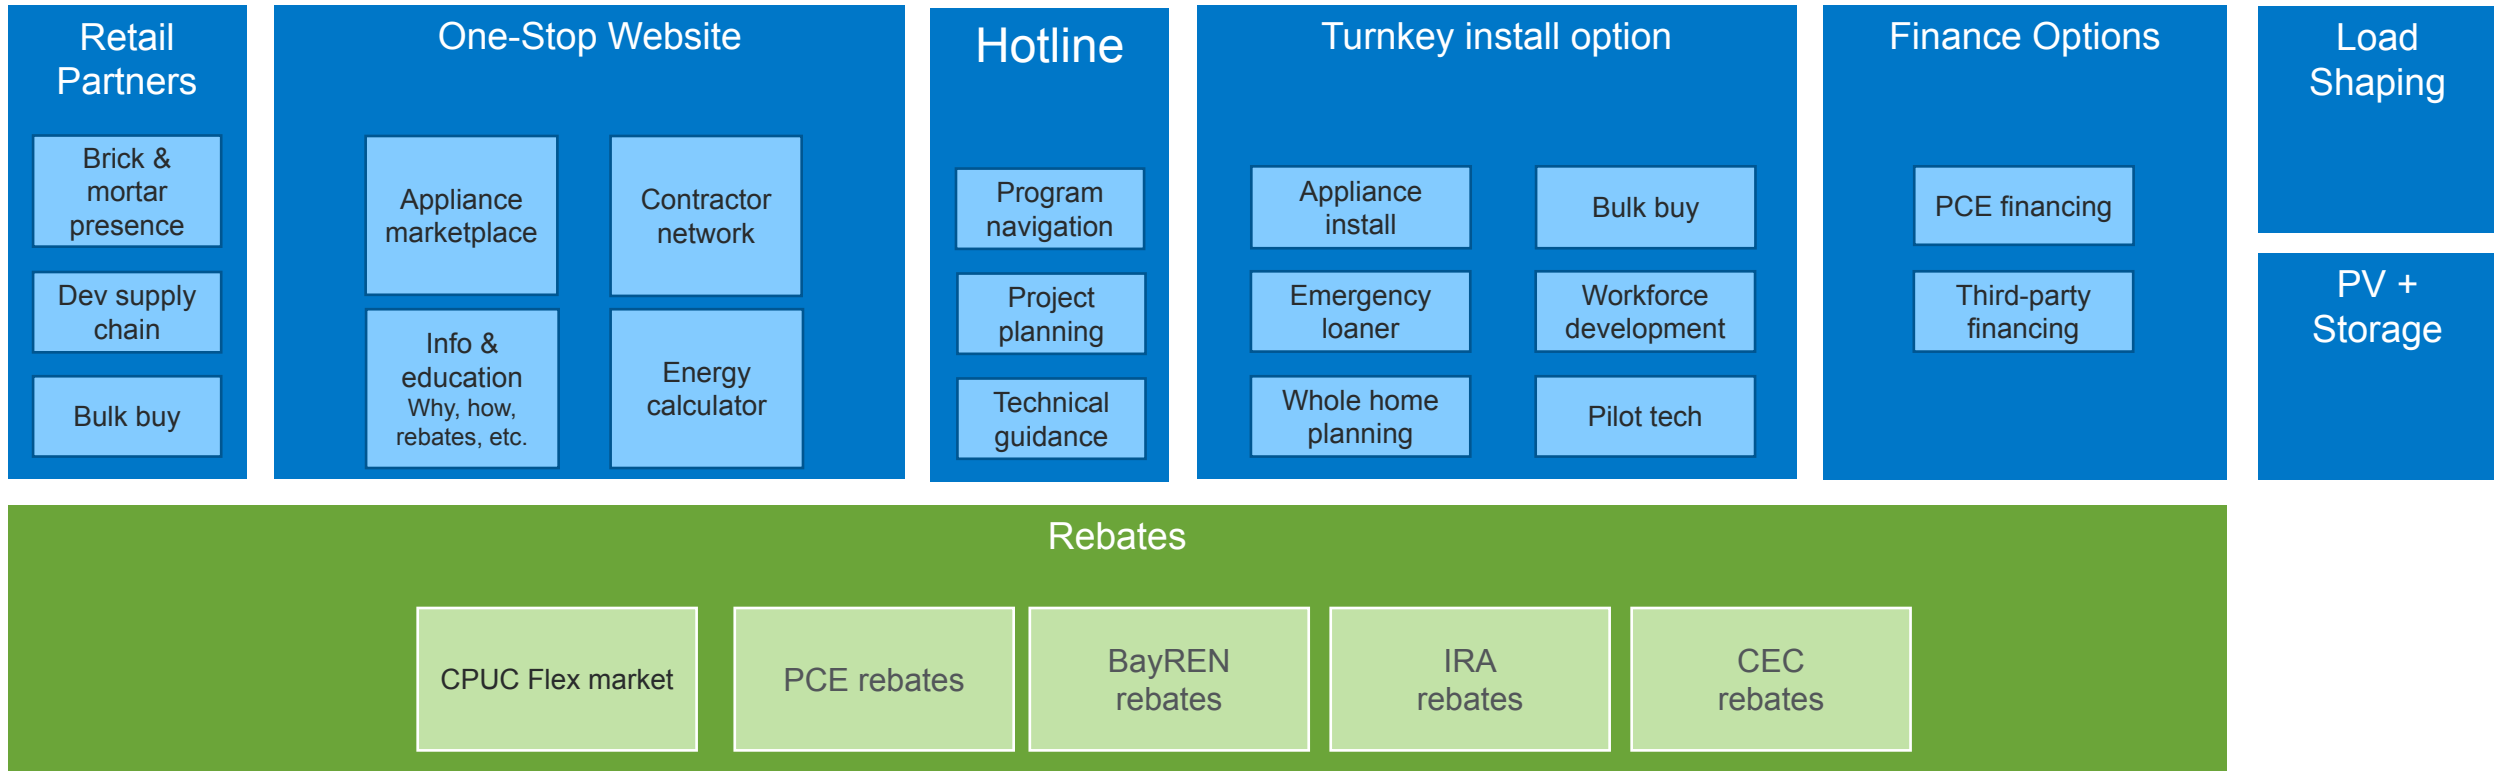 Retail
Partners
Brick &
mortar
presence
Dev supply
chain
Bulk buy
One-Stop Website
Appliance
marketplace
Contractor
network
Info &
education
Why, how,
rebates, etc.
Energy
calculator
Hotline
Program
navigation
Project
planning
Technical
guidance
Turnkey install option
Appliance
install
Bulk buy
Emergency
loaner
Workforce
development
Whole home
planning
Pilot tech
Finance Options
PCE financing
Third-party
financing
Load
Shaping
PV +
Storage
Rebates
CPUC Flex market
PCE rebates
BayREN
rebates
IRA
rebates
CEC
rebates